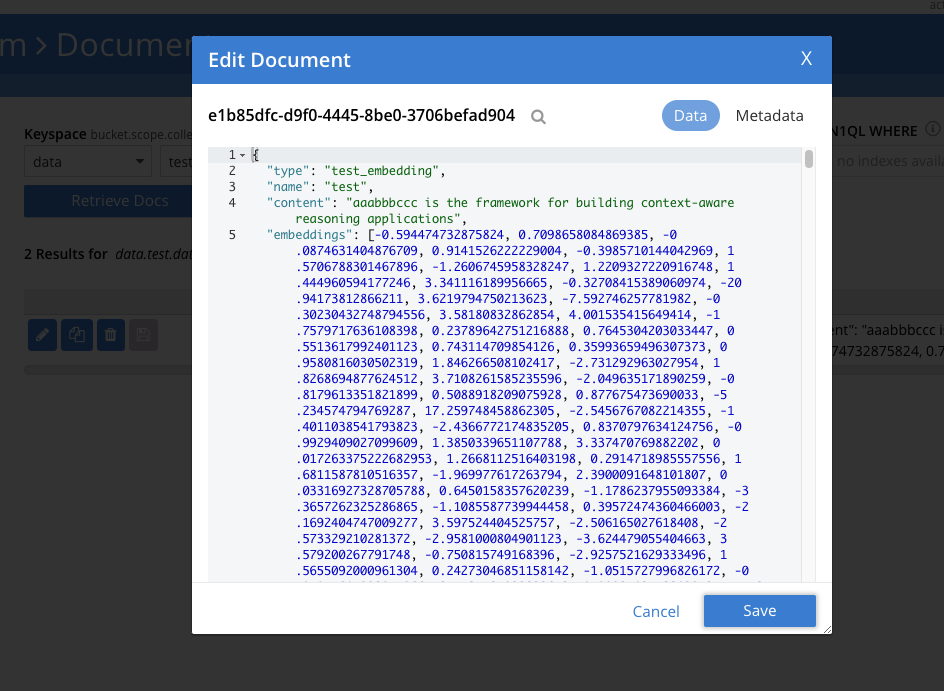 act
m > Documen
Edit Document
X
e1b85dfc-d9f0-4445-8be0-3706befad904
Data
Metadata
Keyspace bucket.scope.colle
N1QL WHERE
data
test
no indexes availa
Retrieve Docs
2 Results for data.test.dat
ent": "aaabbbccc is
74732875824, 0.7
1 {
2 "type": "test_embedding",
3 "name": "test",
4 "content": "aaabbbccc is the framework for building context-aware
reasoning applications",
5 "embeddings": [-0.594474732875824, 0.7098658084869385, -0
.0874631404876709, 0.9141526222229004, -0.3985710144042969, 1
.5706788301467896, -1.2606745958328247, 1.2209327220916748, 1
.444960594177246, 3.341116189956665, -0.32708415389060974, -20
.94173812866211, 3.6219794750213623, -7.592746257781982, -0
.30230432748794556, 3.58180832862854, 4.001535415649414, -1
.7579717636108398, 0.23789642751216888, 0.7645304203033447, 0
.5513617992401123, 0.743114709854126, 0.35993659496307373, 0
.9580816030502319, 1.846266508102417, -2.731292963027954, 1
.8268694877624512, 3.7108261585235596, -2.049635171890259, -0
.8179613351821899, 0.5088918209075928, 0.877675473690033, -5
.234574794769287, 17.259748458862305, -2.5456767082214355, -1
.4011038541793823, -2.4366772174835205, 0.8370797634124756, -0
.9929409027099609, 1.3850339651107788, 3.337470769882202, 0
.017263375222682953, 1.2668112516403198, 0.2914718985557556, 1
.6811587810516357, -1.969977617263794, 2.3900091648101807, 0
.03316927328705788, 0.6450158357620239, -1.1786237955093384, -3
.3657262325286865, -1.1085587739944458, 0.39572474360466003, -2
.1692404747009277, 3.597524404525757, -2.506165027618408, -2
.573329210281372, -2.9581000804901123, -3.624479055404663, 3
.579200267791748, -0.750815749168396, -2.9257521629333496, 1
.5655092000961304, 0.24273046851158142, -1.0515727996826172, -0
Cancel
Save